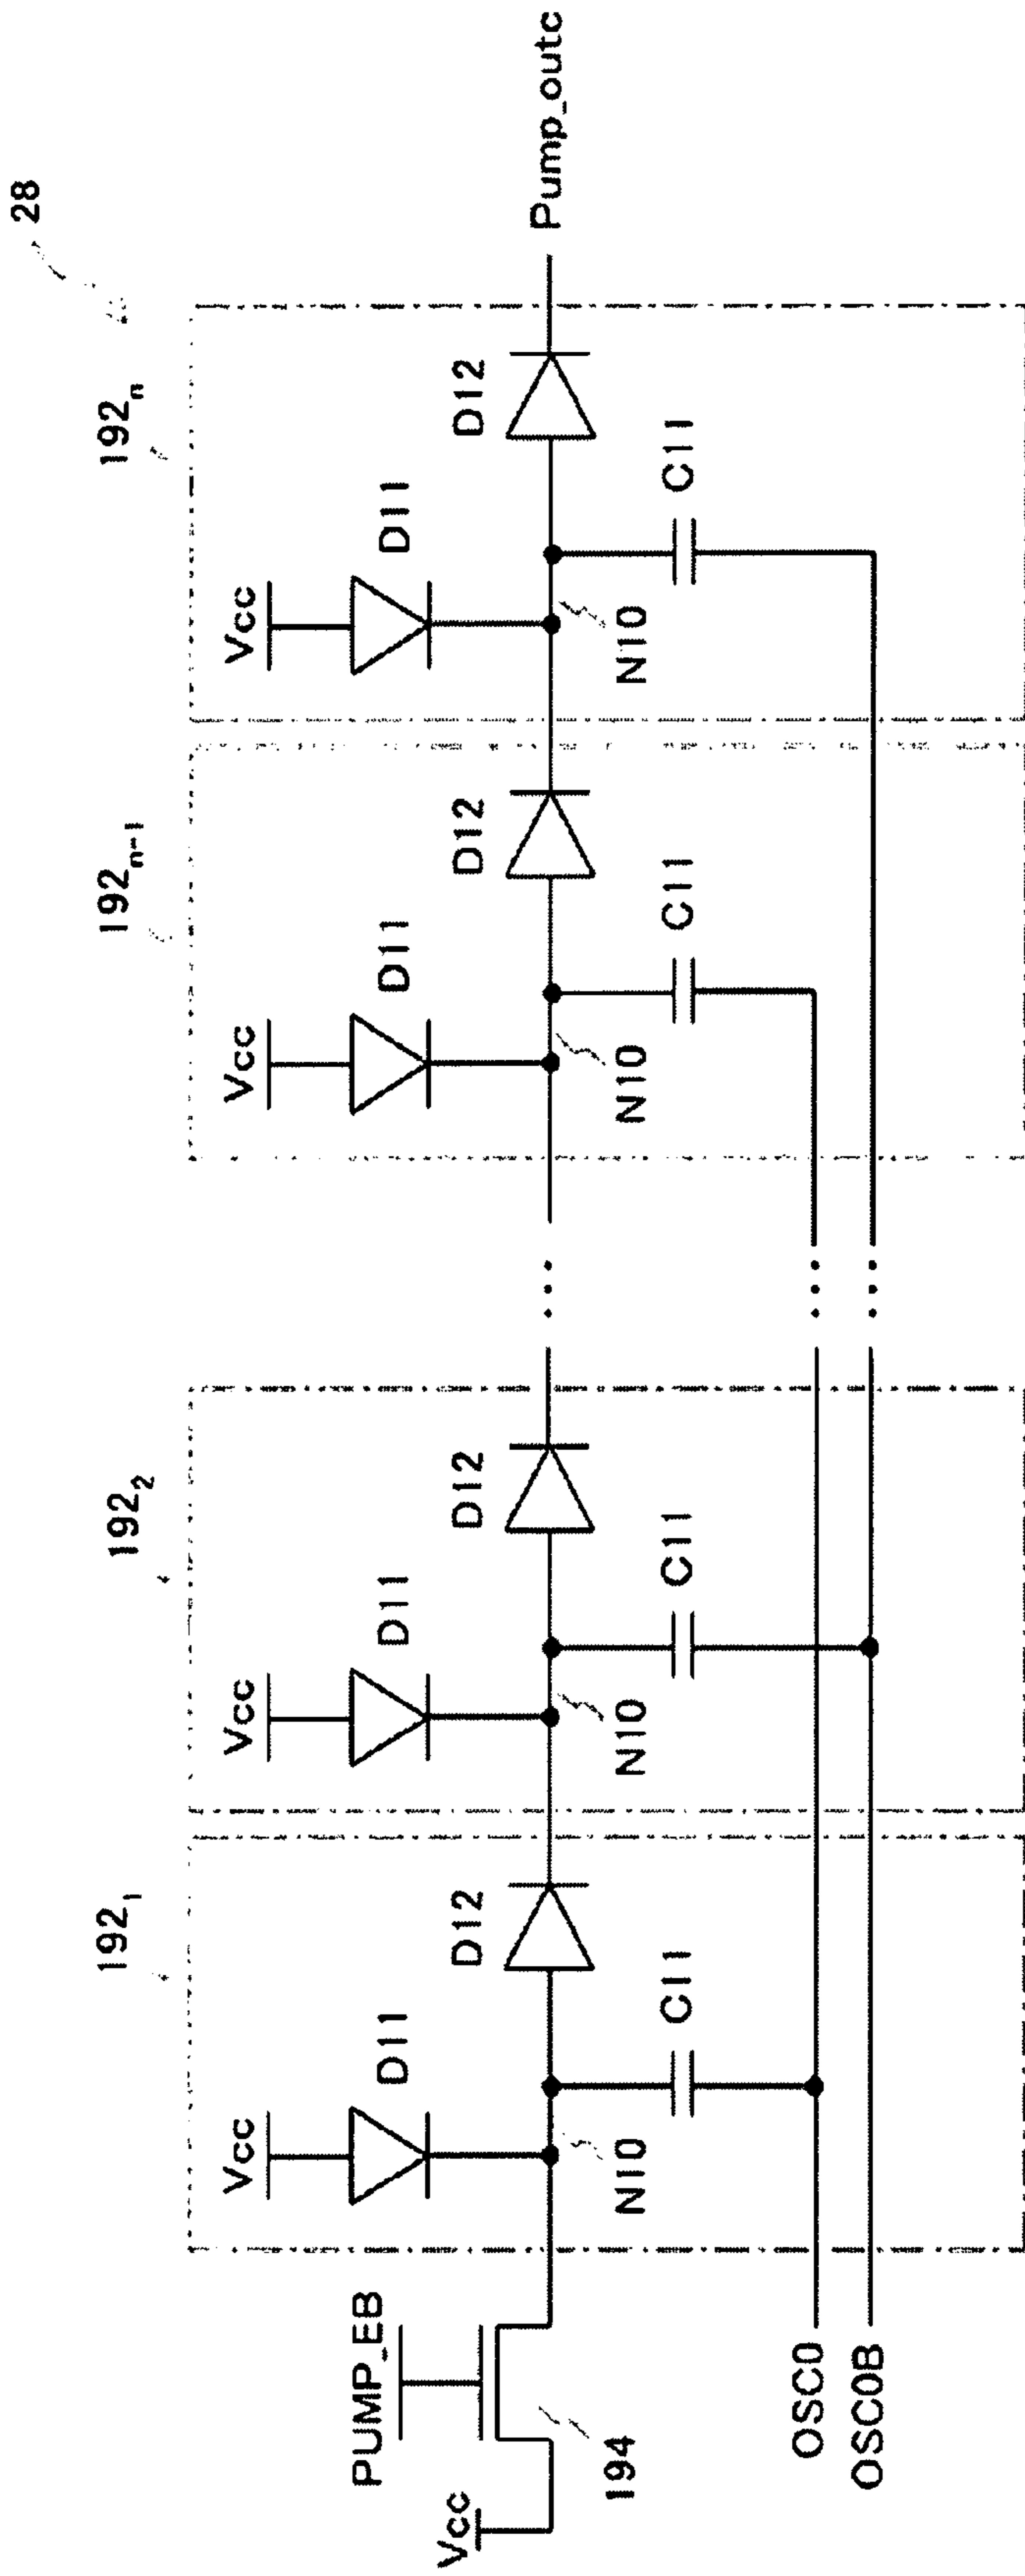 28
192₁
192₂
192ₙ₋₁
192ₙ
Vcc
D11
D12
N10
C11
Vcc
D11
D12
N10
C11
...
...
...
Vcc
D11
D12
N10
C11
Vcc
D11
D12
N10
C11
Pump_outc
PUMP_EB
Vcc
194
OSC0
OSC0B